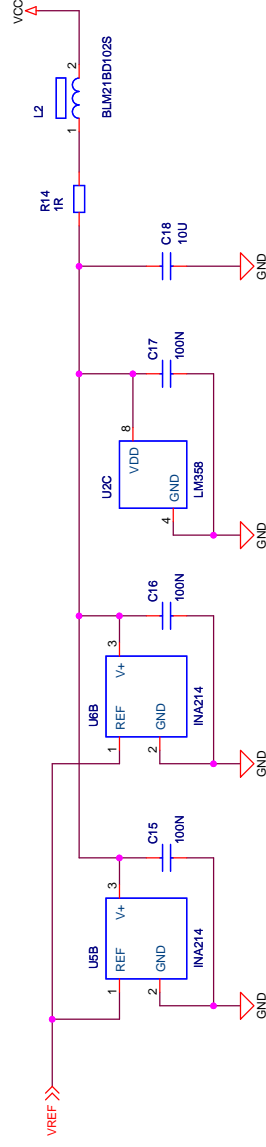 VREF
U5B
1
REF
V+
3
2
GND
INA214
C15
100N
GND
U6B
1
REF
V+
3
2
GND
INA214
C16
100N
GND
U2C
VDD
8
4
GND
LM358
C17
100N
GND
C18
10U
GND
R14
1R
L2
1
2
BLM21BD102S
VCC